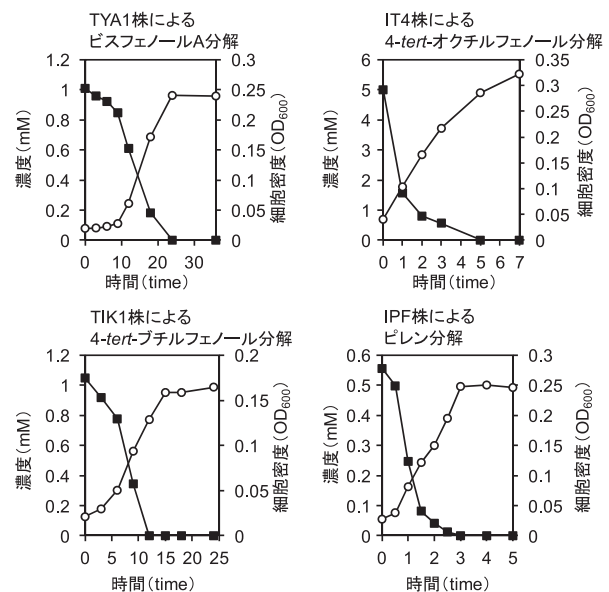 TYA1株による
ビスフェノールA分解
1.2
1
0.8
0.6
0.4
0.2
0
0.3
0.25
0.2
0.15
0.1
0.05
0
0 10 20 30
濃度(mM)
細胞密度(OD600)
時間(time)
IT4株による
4-tert-オクチルフェノール分解
6
5
4
3
2
1
0
0.35
0.3
0.25
0.2
0.15
0.1
0.05
0
0 1 2 3 4 5 6 7
濃度(mM)
細胞密度(OD600)
時間(time)
TIK1株による
4-tert-ブチルフェノール分解
1.2
1
0.8
0.6
0.4
0.2
0
0.2
0.15
0.1
0.05
0
0 5 10 15 20 25
濃度(mM)
細胞密度(OD600)
時間(time)
IPF株による
ピレン分解
0.6
0.5
0.4
0.3
0.2
0.1
0
0.3
0.25
0.2
0.15
0.1
0.05
0
0 1 2 3 4 5
濃度(mM)
細胞密度(OD600)
時間(time)